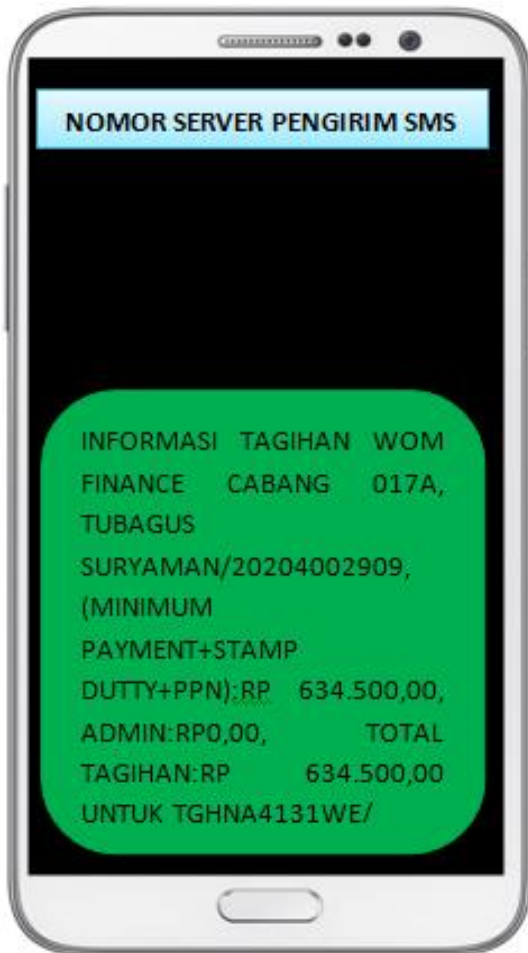 NOMOR SERVER PENGIRIM SMS
INFORMASI TAGIHAN WOM
FINANCE CABANG 017A,
TUBAGUS
SURYAMAN/20204002909,
(MINIMUM
PAYMENT+STAMP
DUTTY+PPN):RP 634.500,00,
ADMIN:RP0,00, TOTAL
TAGIHAN:RP 634.500,00
UNTUK TGHNA4131WE/